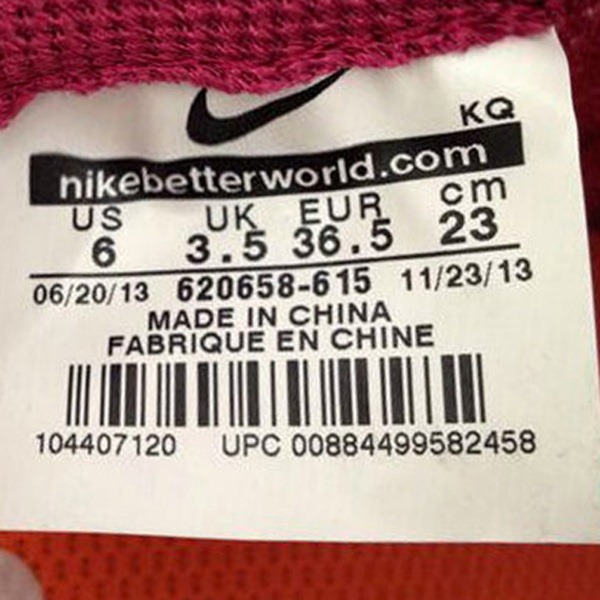 KQ
nikebetterworld.com
US UK EUR cm
6 3.5 36.5 23
06/20/13 620658-615 11/23/13
MADE IN CHINA
FABRIQUE EN CHINE
104407120 UPC 00884499582458